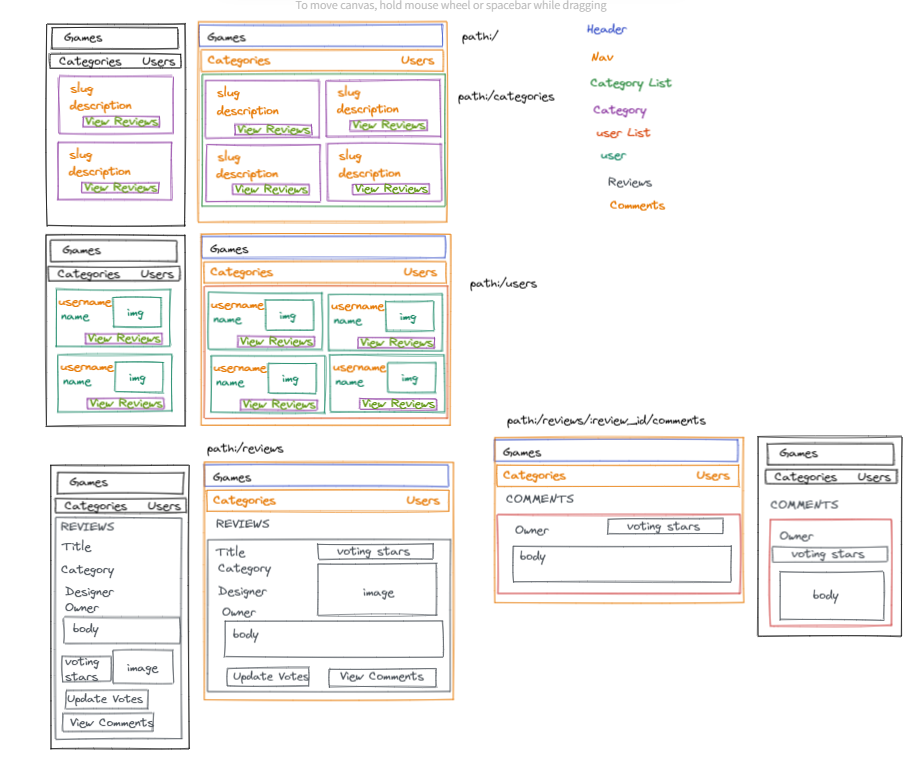 To move canvas, hold mouse wheel or spacebar while dragging
Games
Categories Users
slug
description
View Reviews
slug
description
View Reviews
Games
Categories Users
slug
description
View Reviews
slug
description
View Reviews
slug
description
View Reviews
slug
description
View Reviews
path:/
path:/categories
Header
Nav
Category List
Category
user List
user
Reviews
Comments
Games
Categories Users
username
name
img
View Reviews
username
name
img
View Reviews
Games
Categories Users
username
name
img
View Reviews
username
name
img
View Reviews
username
name
img
View Reviews
username
name
img
View Reviews
path:/users
Games
Categories Users
REVIEWS
Title
Category
Designer
Owner
body
voting
stars
image
Update Votes
View Comments
path:/reviews
Games
Categories Users
REVIEWS
Title voting stars
Category
Designer image
Owner
body
Update Votes View Comments
path:/reviews/:review_id/comments
Games
Categories Users
COMMENTS
Owner voting stars
body
Games
Categories Users
COMMENTS
Owner
voting stars
body